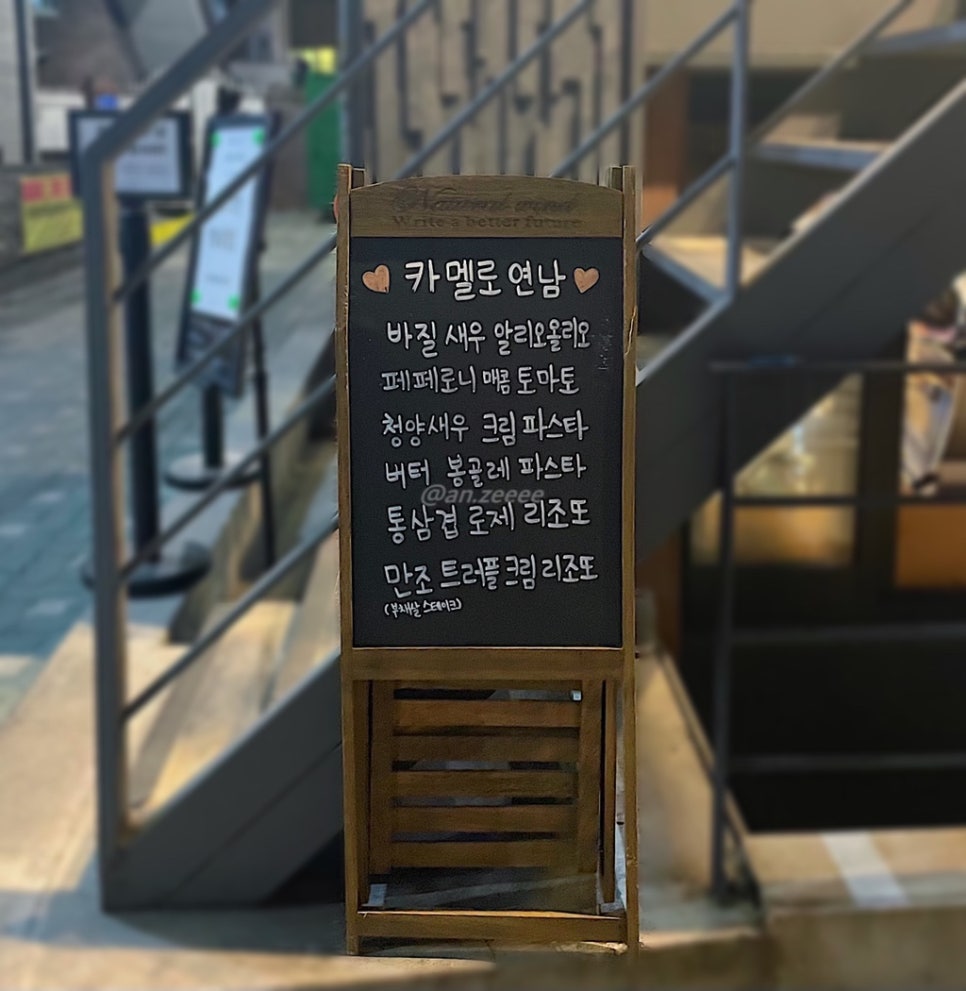 Natural wood
Write a better future
카멜로 연남
바질 새우 알리오올리오
페페로니 매콤 토마토
청양새우 크림 파스타
버터 봉골레 파스타
@an.zeeee
통삼겹 로제 리조또
만조 트러플 크림 리조또
(부채살 스테이크)